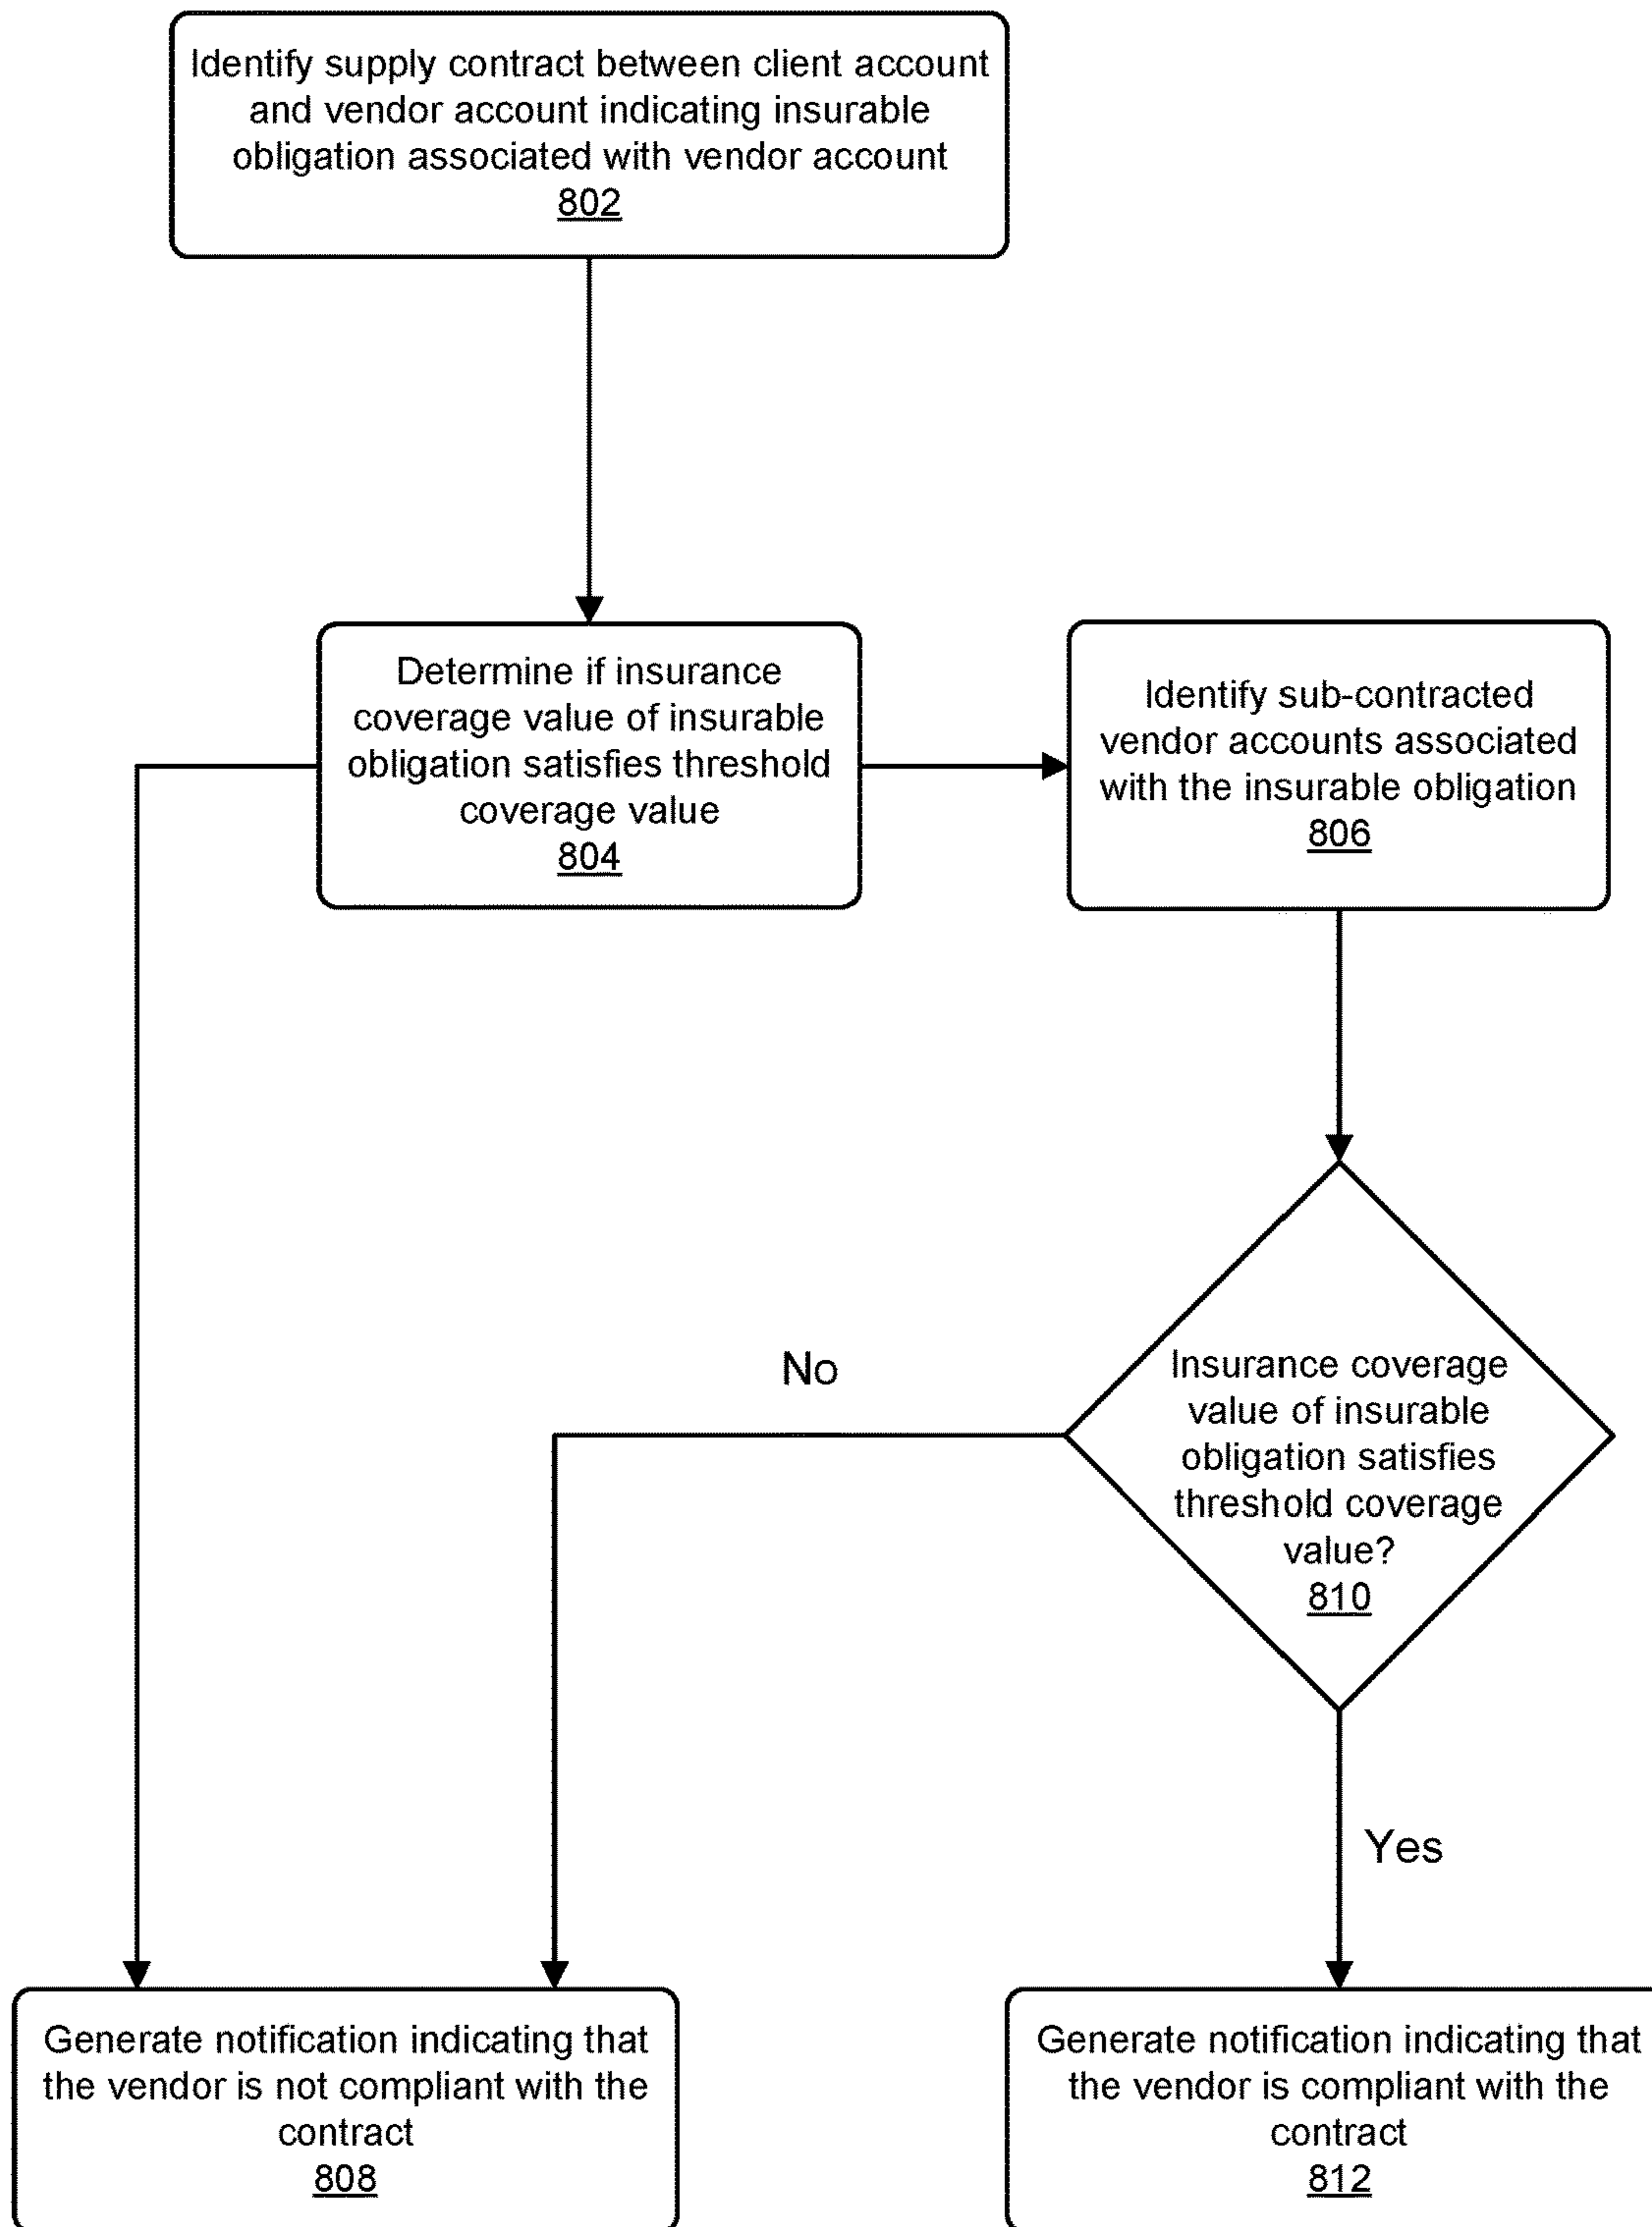 Identify supply contract between client account
and vendor account indicating insurable
obligation associated with vendor account
802
Determine if insurance
coverage value of insurable
obligation satisfies threshold
coverage value
804
Identify sub-contracted
vendor accounts associated
with the insurable obligation
806
No
Insurance coverage
value of insurable
obligation satisfies
threshold coverage
value?
810
Yes
Generate notification indicating that
the vendor is not compliant with the
contract
808
Generate notification indicating that
the vendor is compliant with the
contract
812